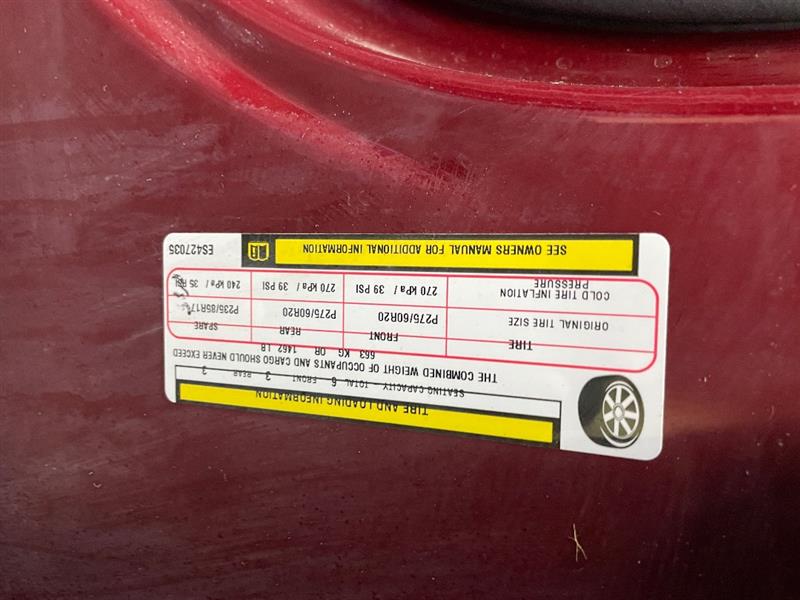 TIRE AND LOADING INFORMATION
SEATING CAPACITY - TOTAL 6 FRONT 3 REAR 3
THE COMBINED WEIGHT OF OCCUPANTS AND CARGO SHOULD NEVER EXCEED
663 KG OR 1462 LB
TIRE FRONT REAR SPARE
ORIGINAL TIRE SIZE P275/60R20 P275/60R20 P235/85R17
COLD TIRE INFLATION PRESSURE 270 kPa / 39 PSI 270 kPa / 39 PSI 240 kPa / 35 PSI
SEE OWNERS MANUAL FOR ADDITIONAL INFORMATION
ES427035